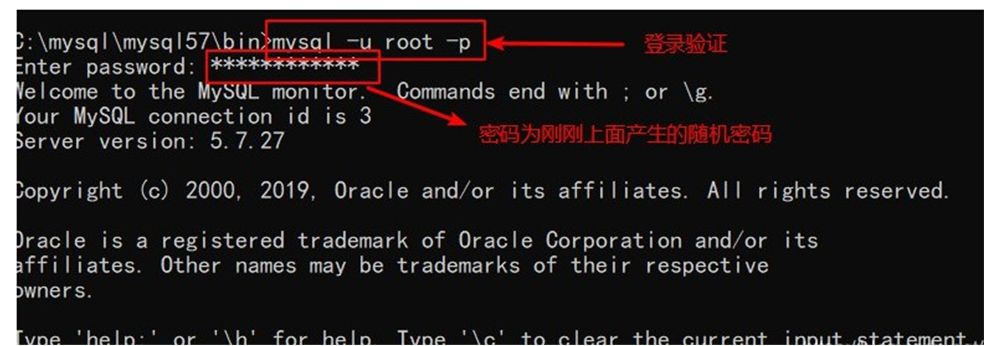 C:\mysql\mysql57\bin>mysql -u root -p
登录验证
Enter password: ************
Welcome to the MySQL monitor.  Commands end with ; or \g.
Your MySQL connection id is 3
密码为刚刚上面产生的随机密码
Server version: 5.7.27
Copyright (c) 2000, 2019, Oracle and/or its affiliates. All rights reserved.
Oracle is a registered trademark of Oracle Corporation and/or its
affiliates. Other names may be trademarks of their respective
owners.
Type 'help;' or '\h' for help. Type '\c' to clear the current input statement.